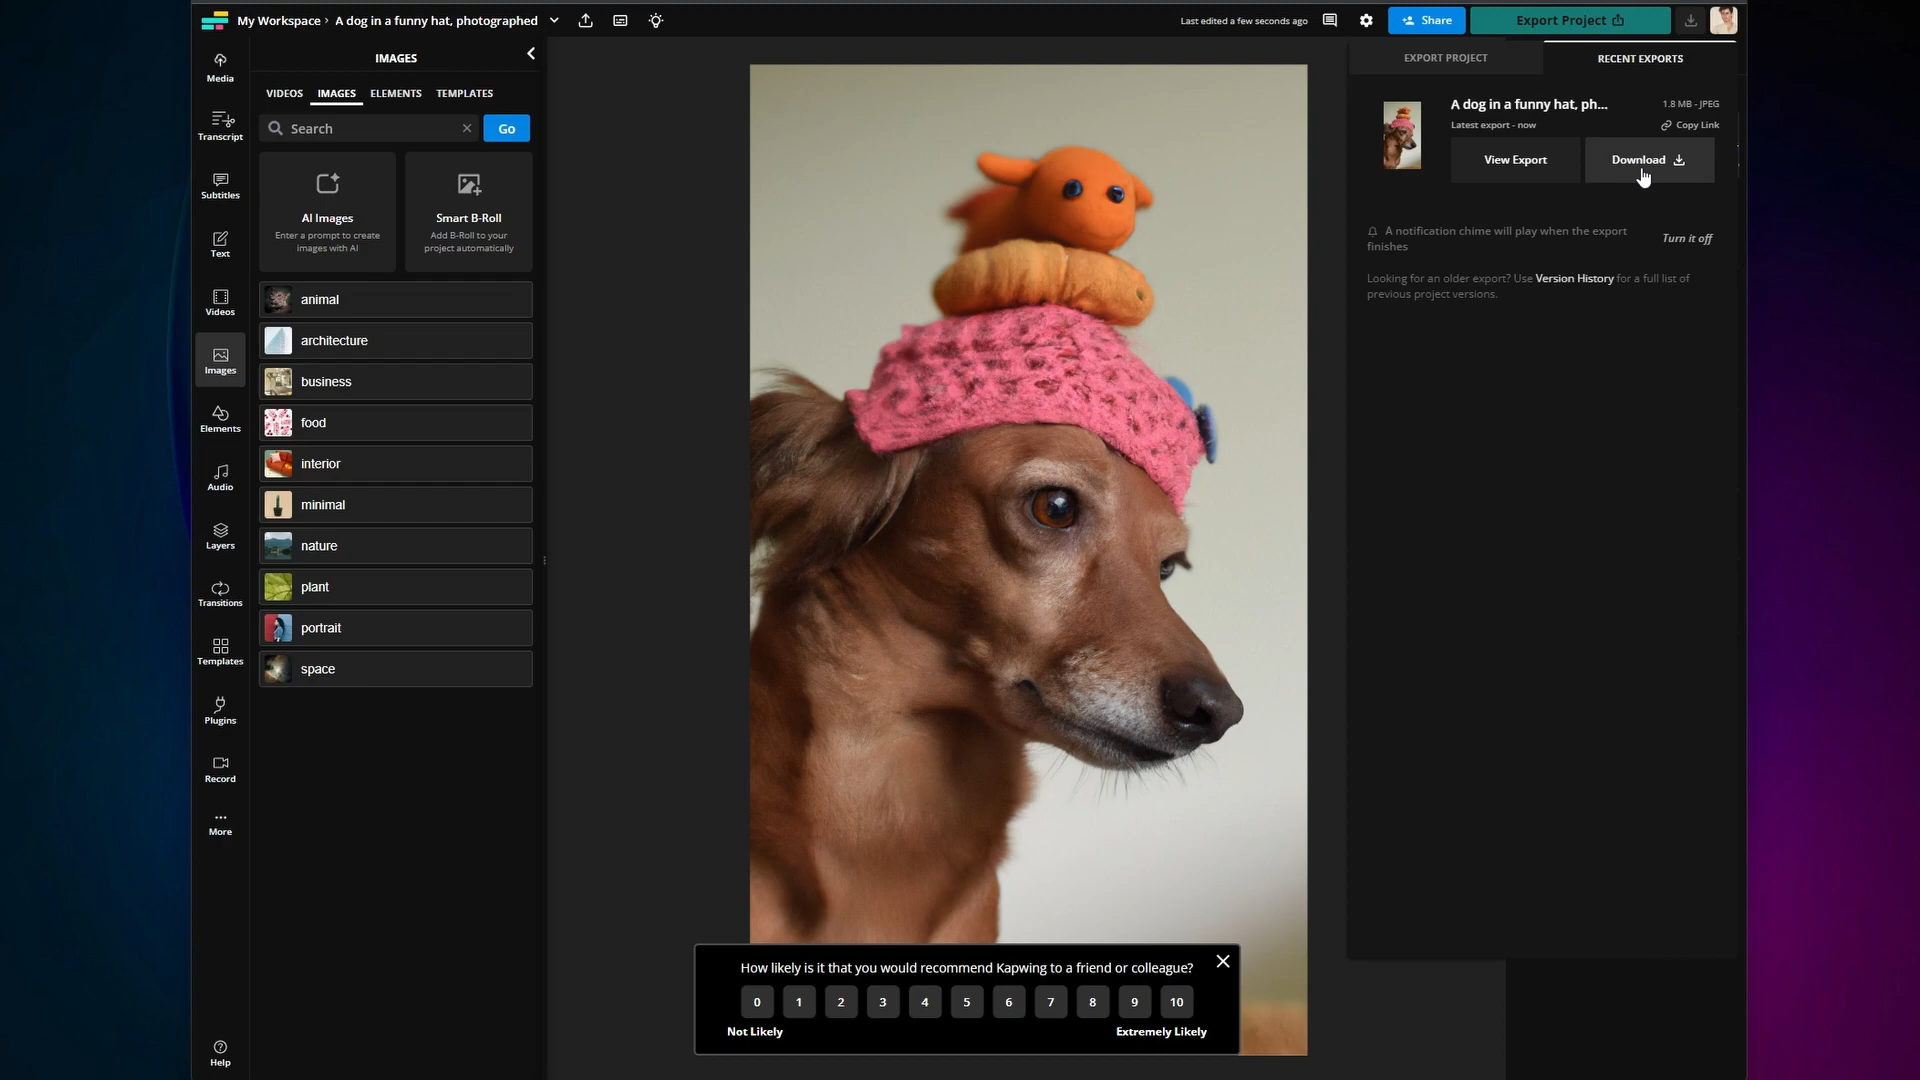 My Workspace › A dog in a funny hat, photographed
Last edited a few seconds ago
Share
Export Project
Media
Transcript
Subtitles
Text
Videos
Images
Elements
Audio
Layers
Transitions
Templates
Plugins
Record
More
Help
IMAGES
VIDEOS IMAGES ELEMENTS TEMPLATES
Search
Go
AI Images
Enter a prompt to create
images with AI
Smart B-Roll
Add B-Roll to your
project automatically
animal
architecture
business
food
interior
minimal
nature
plant
portrait
space
EXPORT PROJECT
RECENT EXPORTS
A dog in a funny hat, ph...
1.8 MB - JPEG
Latest export - now
Copy Link
View Export
Download
A notification chime will play when the export
finishes
Turn it off
Looking for an older export? Use Version History for a full list of
previous project versions.
How likely is it that you would recommend Kapwing to a friend or colleague?
0 1 2 3 4 5 6 7 8 9 10
Not Likely
Extremely Likely